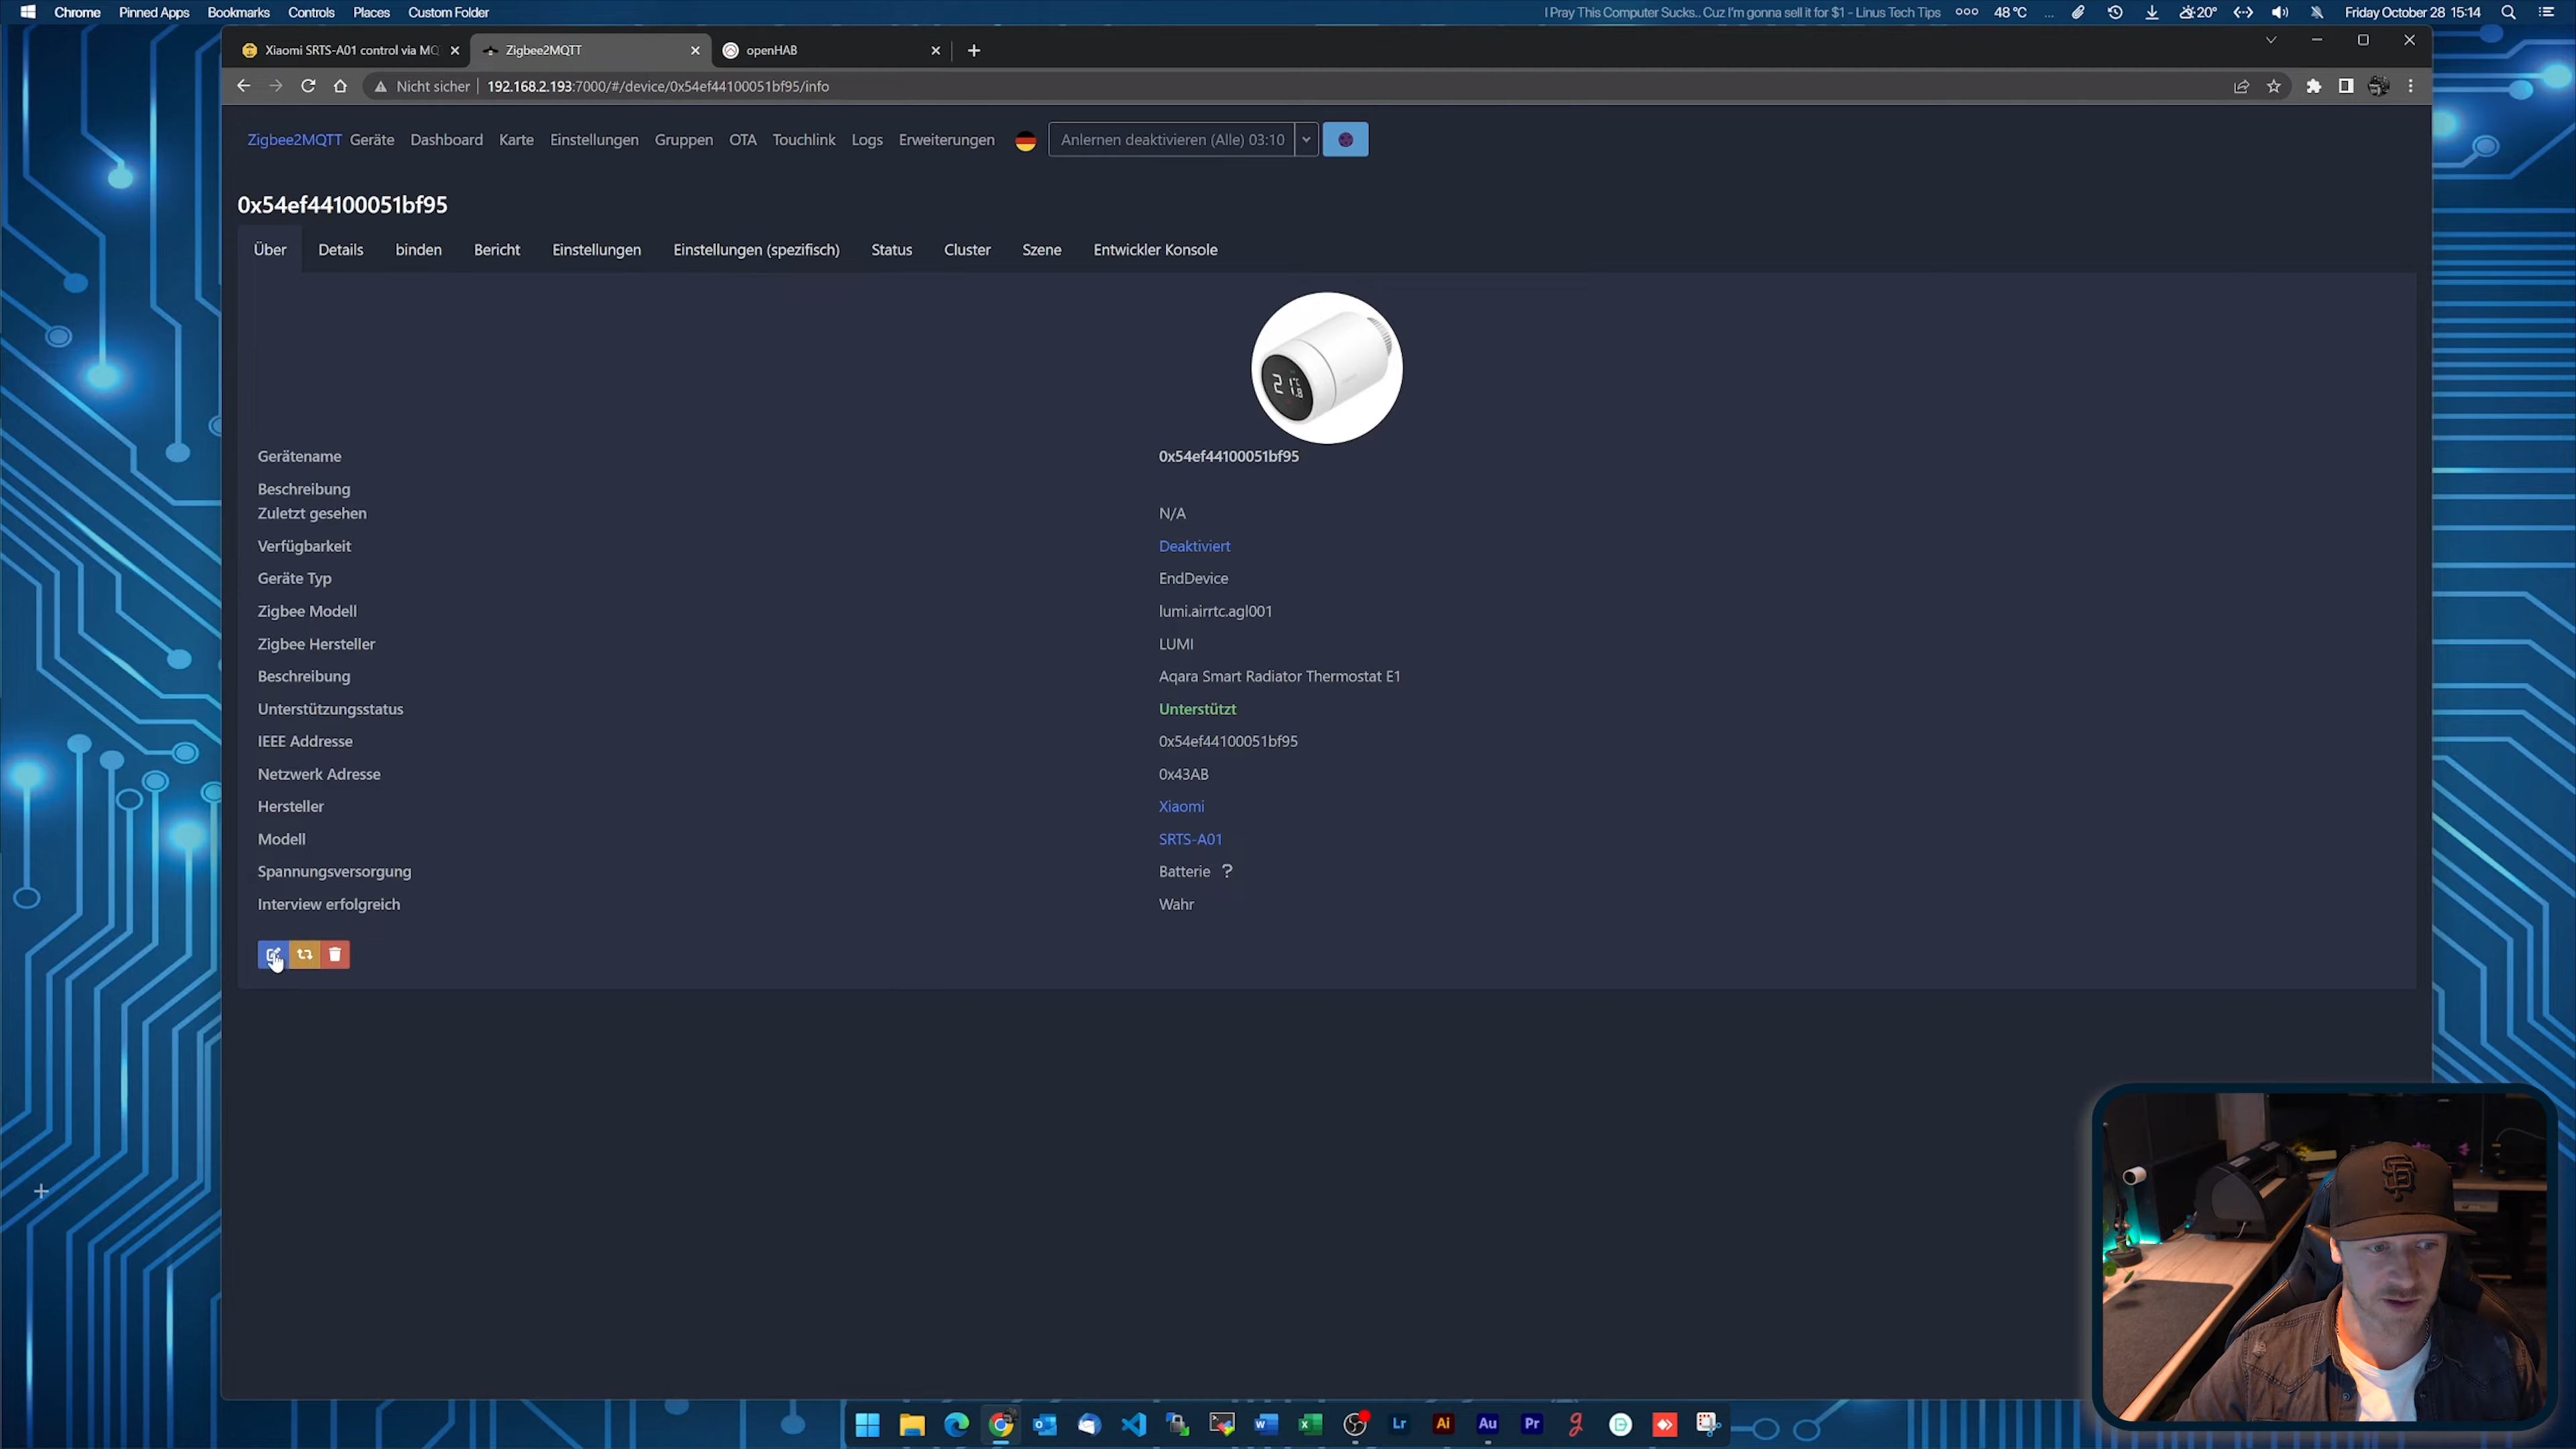 Chrome Pinned Apps Bookmarks Controls Places Custom Folder
I Pray This Computer Sucks.. Cuz I'm gonna sell it for $1 - Linus Tech Tips 48 °C ... 20° Friday October 28 15:14
Xiaomi SRTS-A01 control via MQ
Zigbee2MQTT
openHAB
Nicht sicher 192.168.2.193:7000/#/device/0x54ef44100051bf95/info
Zigbee2MQTT Geräte Dashboard Karte Einstellungen Gruppen OTA Touchlink Logs Erweiterungen Anlernen deaktivieren (Alle) 03:10
0x54ef44100051bf95
Über Details binden Bericht Einstellungen Einstellungen (spezifisch) Status Cluster Szene Entwickler Konsole
Gerätename 0x54ef44100051bf95
Beschreibung
Zuletzt gesehen N/A
Verfügbarkeit Deaktiviert
Geräte Typ EndDevice
Zigbee Modell lumi.airrtc.agl001
Zigbee Hersteller LUMI
Beschreibung Aqara Smart Radiator Thermostat E1
Unterstützungsstatus Unterstützt
IEEE Addresse 0x54ef44100051bf95
Netzwerk Adresse 0x43AB
Hersteller Xiaomi
Modell SRTS-A01
Spannungsversorgung Batterie ?
Interview erfolgreich Wahr
Lr Ai Au Pr